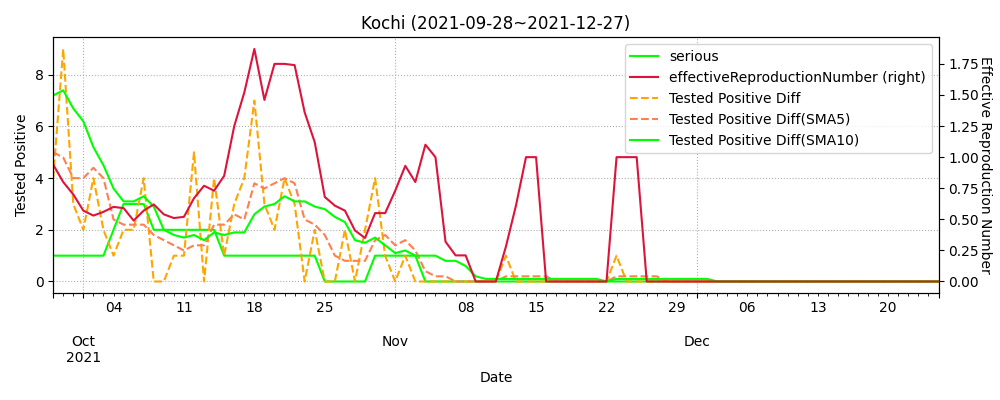 Kochi (2021-09-28~2021-12-27)
serious
effectiveReproductionNumber (right)
Tested Positive Diff
Tested Positive Diff(SMA5)
Tested Positive Diff(SMA10)
Tested Positive
8
6
4
2
0
1.75
1.50
1.25
1.00
0.75
0.50
0.25
0.00
Effective Reproduction Number
04 11 18 25 08 15 22 29 06 13 20
Oct Nov Dec
2021
Date